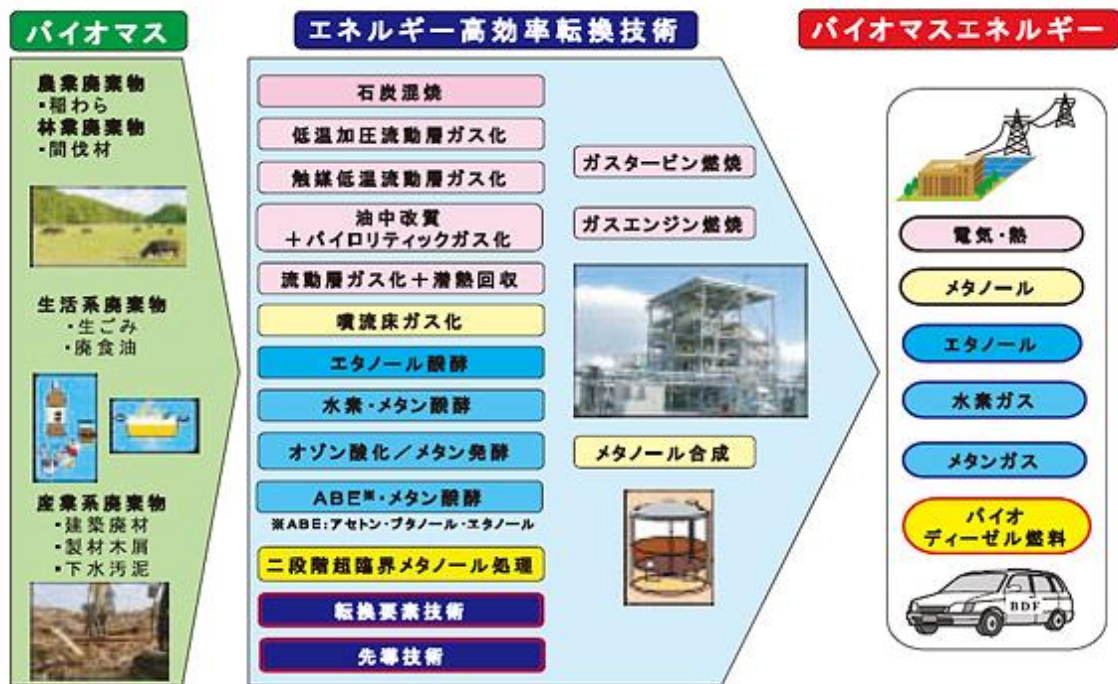 バイオマス
農業廃棄物
・稲わら
林業廃棄物
・間伐材
生活系廃棄物
・生ごみ
・廃食油
産業系廃棄物
・建築廃材
・製材木屑
・下水汚泥
エネルギー高効率転換技術
石炭混焼
低温加圧流動層ガス化
触媒低温流動層ガス化
油中改質
＋パイロリティックガス化
流動層ガス化＋潜熱回収
噴流床ガス化
エタノール醗酵
水素・メタン醗酵
オゾン酸化／メタン発酵
ABE※・メタン醗酵
※ABE：アセトン・ブタノール・エタノール
二段階超臨界メタノール処理
転換要素技術
先導技術
ガスタービン燃焼
ガスエンジン燃焼
メタノール合成
バイオマスエネルギー
電気・熱
メタノール
エタノール
水素ガス
メタンガス
バイオ
ディーゼル燃料
BDF